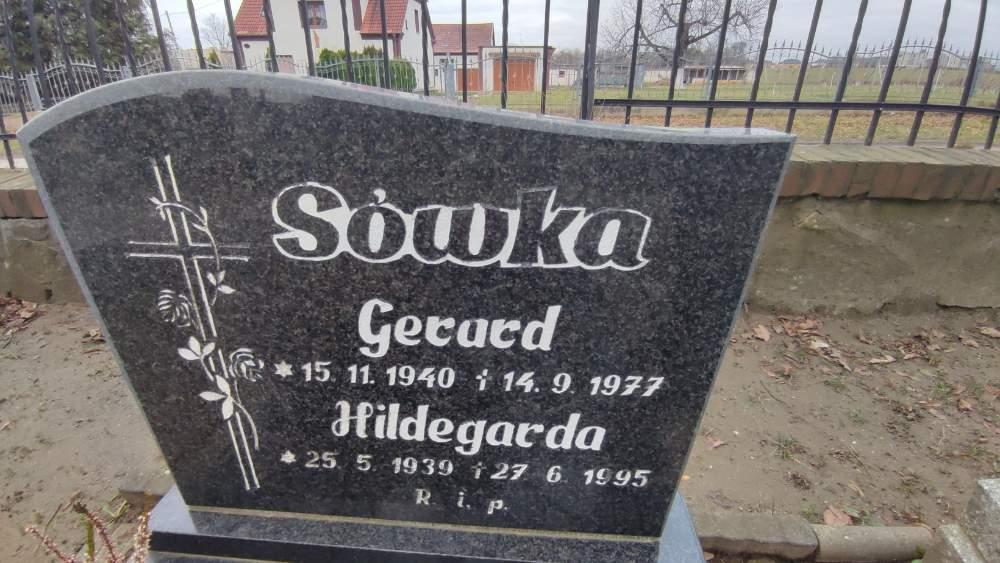 Sówka
Gerard
* 15. 11. 1940 † 14. 9. 1977
Hildegarda
* 25. 5. 1939 † 27 6. 1995
R. i. p.